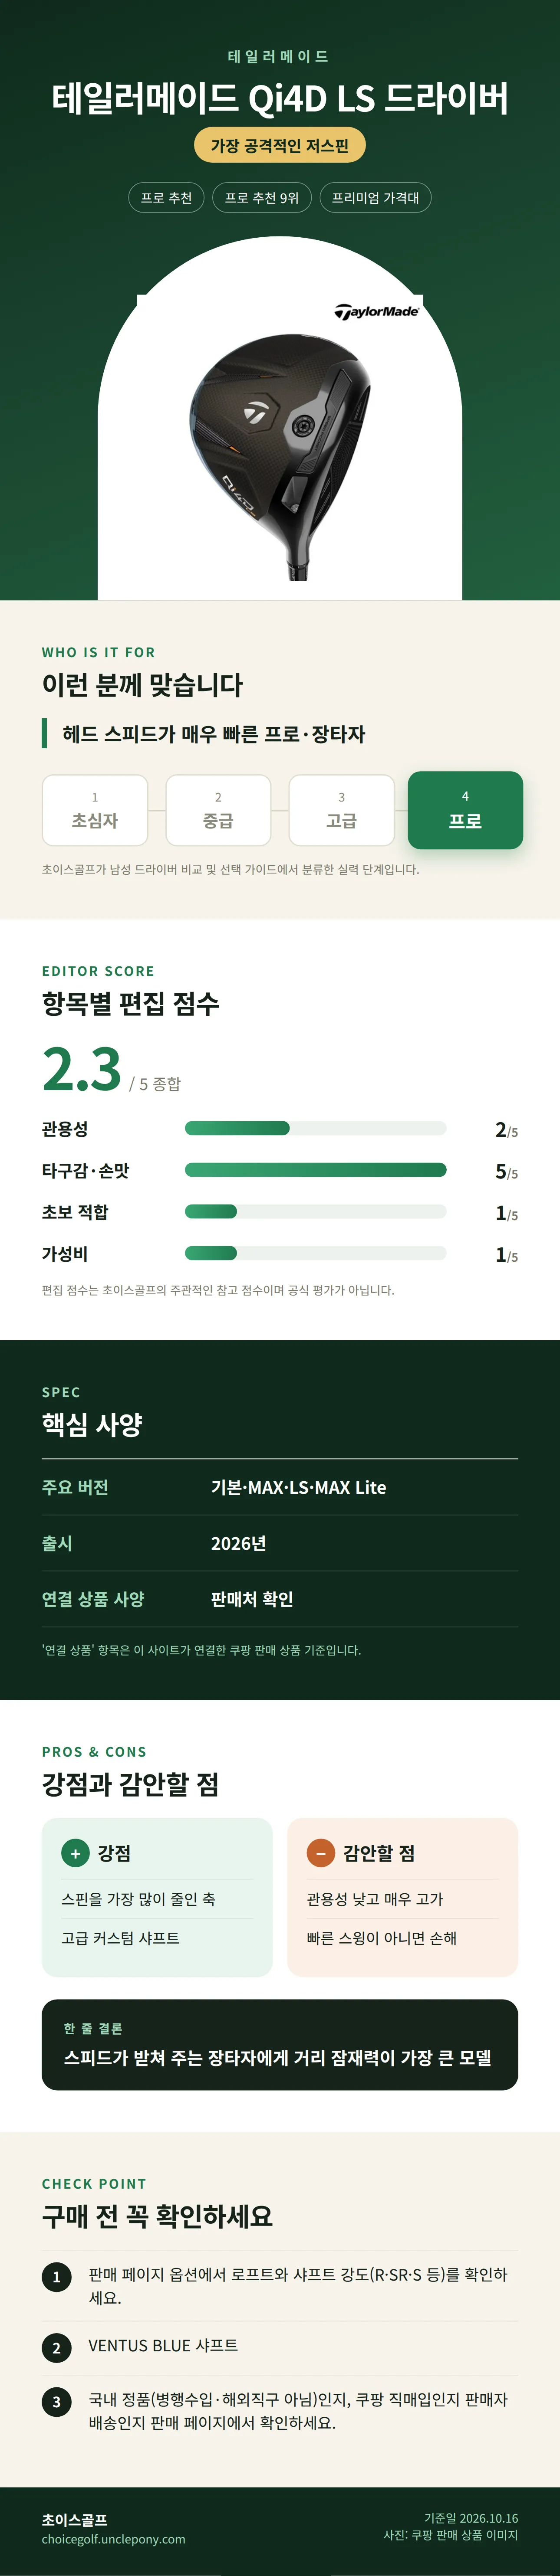 테일러메이드
테일러메이드 Qi4D LS 드라이버
가장 공격적인 저스핀
프로 추천
프로 추천 9위
프리미엄 가격대
TaylorMade
Qi4D
WHO IS IT FOR
이런 분께 맞습니다
헤드 스피드가 매우 빠른 프로·장타자
1
초심자
2
중급
3
고급
4
프로
초이스골프가 남성 드라이버 비교 및 선택 가이드에서 분류한 실력 단계입니다.
EDITOR SCORE
항목별 편집 점수
2.3 / 5 종합
관용성 2/5
타구감·손맛 5/5
초보 적합 1/5
가성비 1/5
편집 점수는 초이스골프의 주관적인 참고 점수이며 공식 평가가 아닙니다.
SPEC
핵심 사양
주요 버전 기본·MAX·LS·MAX Lite
출시 2026년
연결 상품 사양 판매처 확인
'연결 상품' 항목은 이 사이트가 연결한 쿠팡 판매 상품 기준입니다.
PROS & CONS
강점과 감안할 점
+ 강점
스핀을 가장 많이 줄인 축
고급 커스텀 샤프트
− 감안할 점
관용성 낮고 매우 고가
빠른 스윙이 아니면 손해
한 줄 결론
스피드가 받쳐 주는 장타자에게 거리 잠재력이 가장 큰 모델
CHECK POINT
구매 전 꼭 확인하세요
1 판매 페이지 옵션에서 로프트와 샤프트 강도(R·SR·S 등)를 확인하
세요.
2 VENTUS BLUE 샤프트
3 국내 정품(병행수입·해외직구 아님)인지, 쿠팡 직매입인지 판매자
배송인지 판매 페이지에서 확인하세요.
초이스골프
choicegolf.unclepony.com
기준일 2026.10.16
사진: 쿠팡 판매 상품 이미지